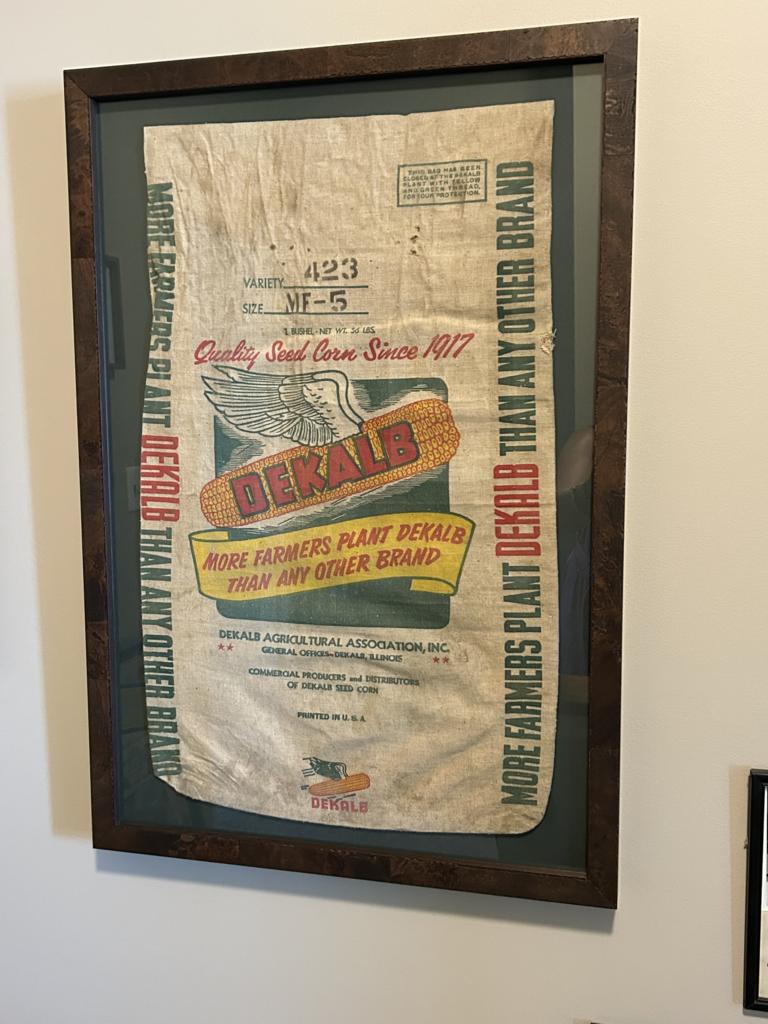 THIS BAG HAS BEEN
CLOSED AT THE DEKALB
PLANT WITH YELLOW
AND GREEN THREAD,
FOR YOUR PROTECTION.
VARIETY 423
SIZE MF-5
1 BUSHEL - NET WT. 56 LBS.
Quality Seed Corn Since 1917
DEKALB
MORE FARMERS PLANT DEKALB
THAN ANY OTHER BRAND
DEKALB AGRICULTURAL ASSOCIATION, INC.
GENERAL OFFICES-DEKALB, ILLINOIS
COMMERCIAL PRODUCERS and DISTRIBUTORS
OF DEKALB SEED CORN
PRINTED IN U. S. A.
DEKALB
MORE FARMERS PLANT DEKALB THAN ANY OTHER BRAND
MORE FARMERS PLANT DEKALB THAN ANY OTHER BRAND